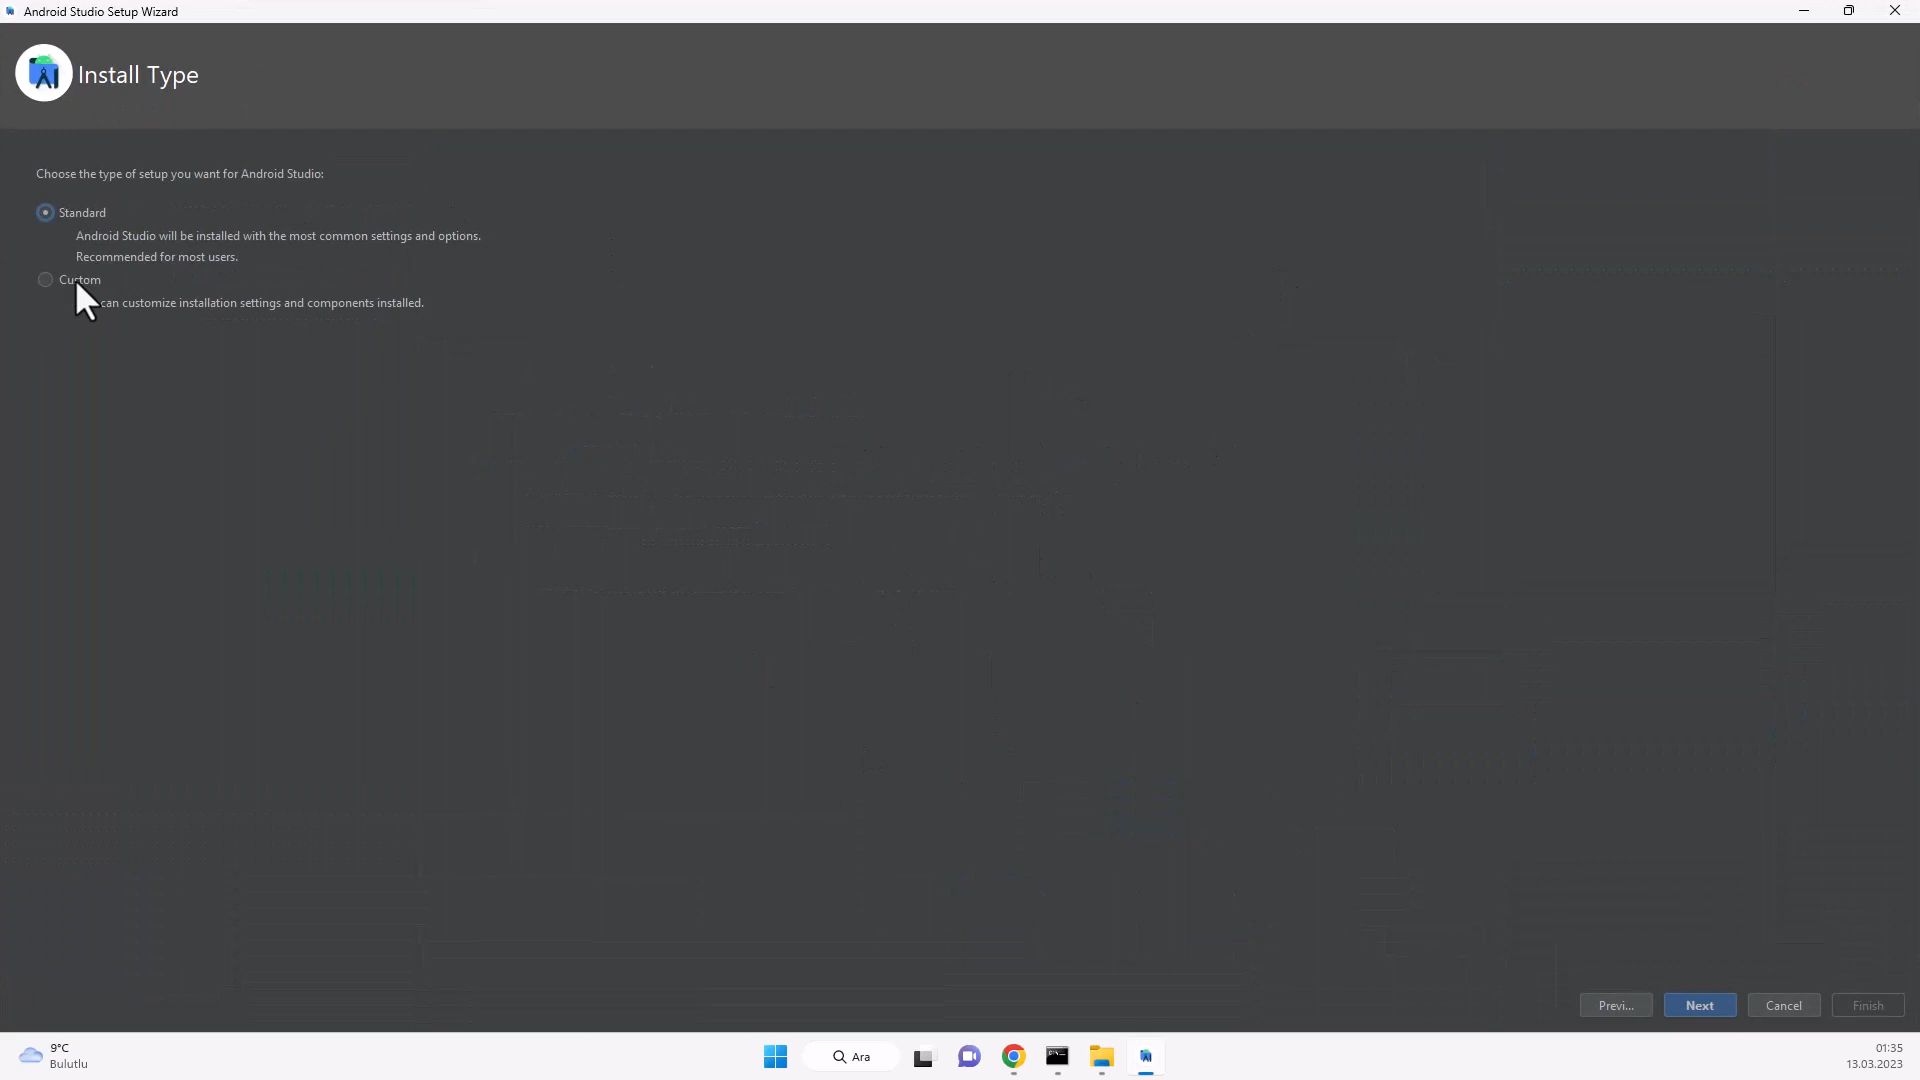 Android Studio Setup Wizard
Install Type
Choose the type of setup you want for Android Studio:
Standard
Android Studio will be installed with the most common settings and options.
Recommended for most users.
Custom
can customize installation settings and components installed.
Previ...
Next
Cancel
Finish
9°C
Bulutlu
Ara
01:35
13.03.2023